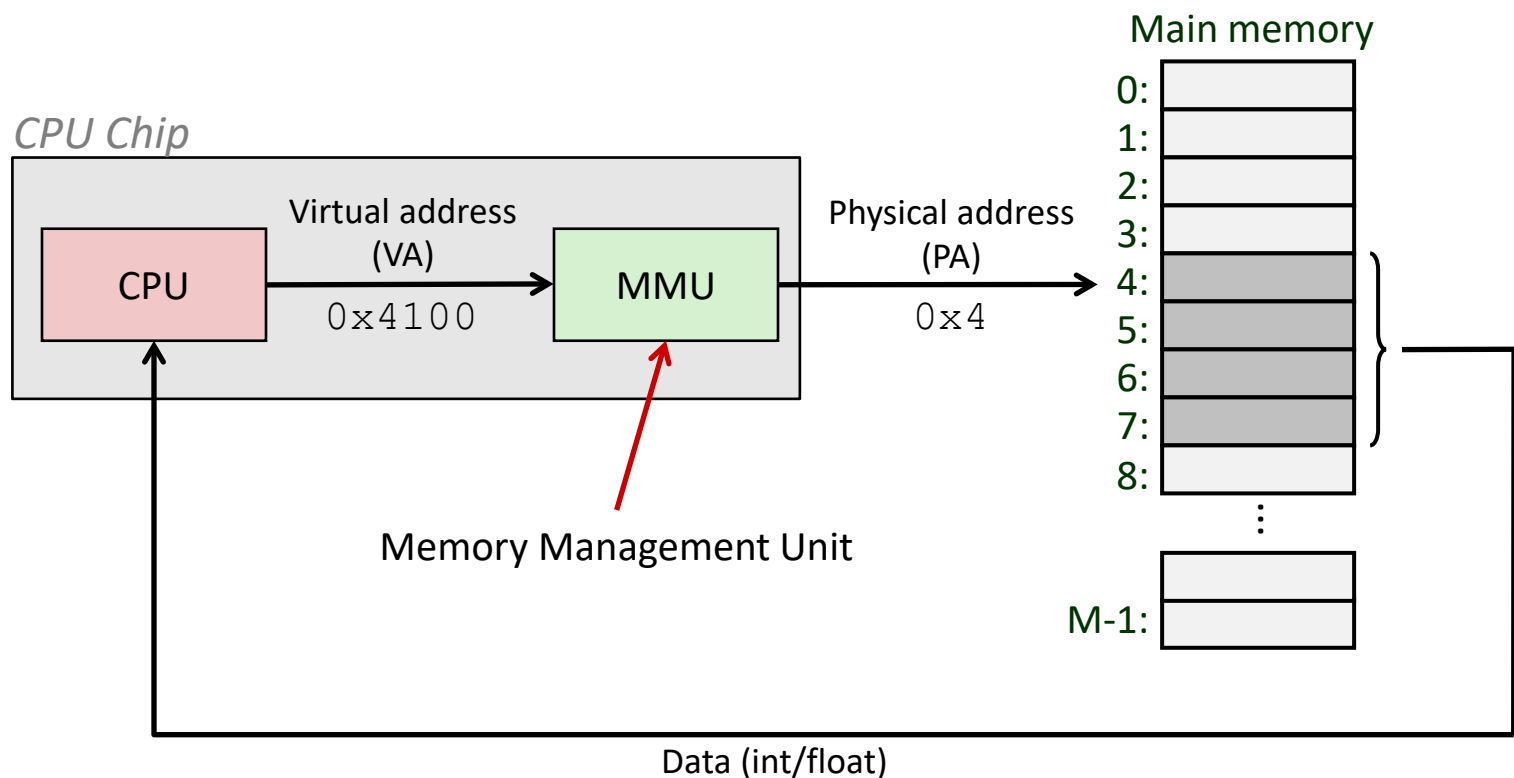 Main memory
CPU Chip
0:
1:
2:
3:
4:
5:
6:
7:
8:
⋮
M-1:
Virtual address
(VA)
Physical address
(PA)
CPU
MMU
0x4100
0x4
Memory Management Unit
Data (int/float)